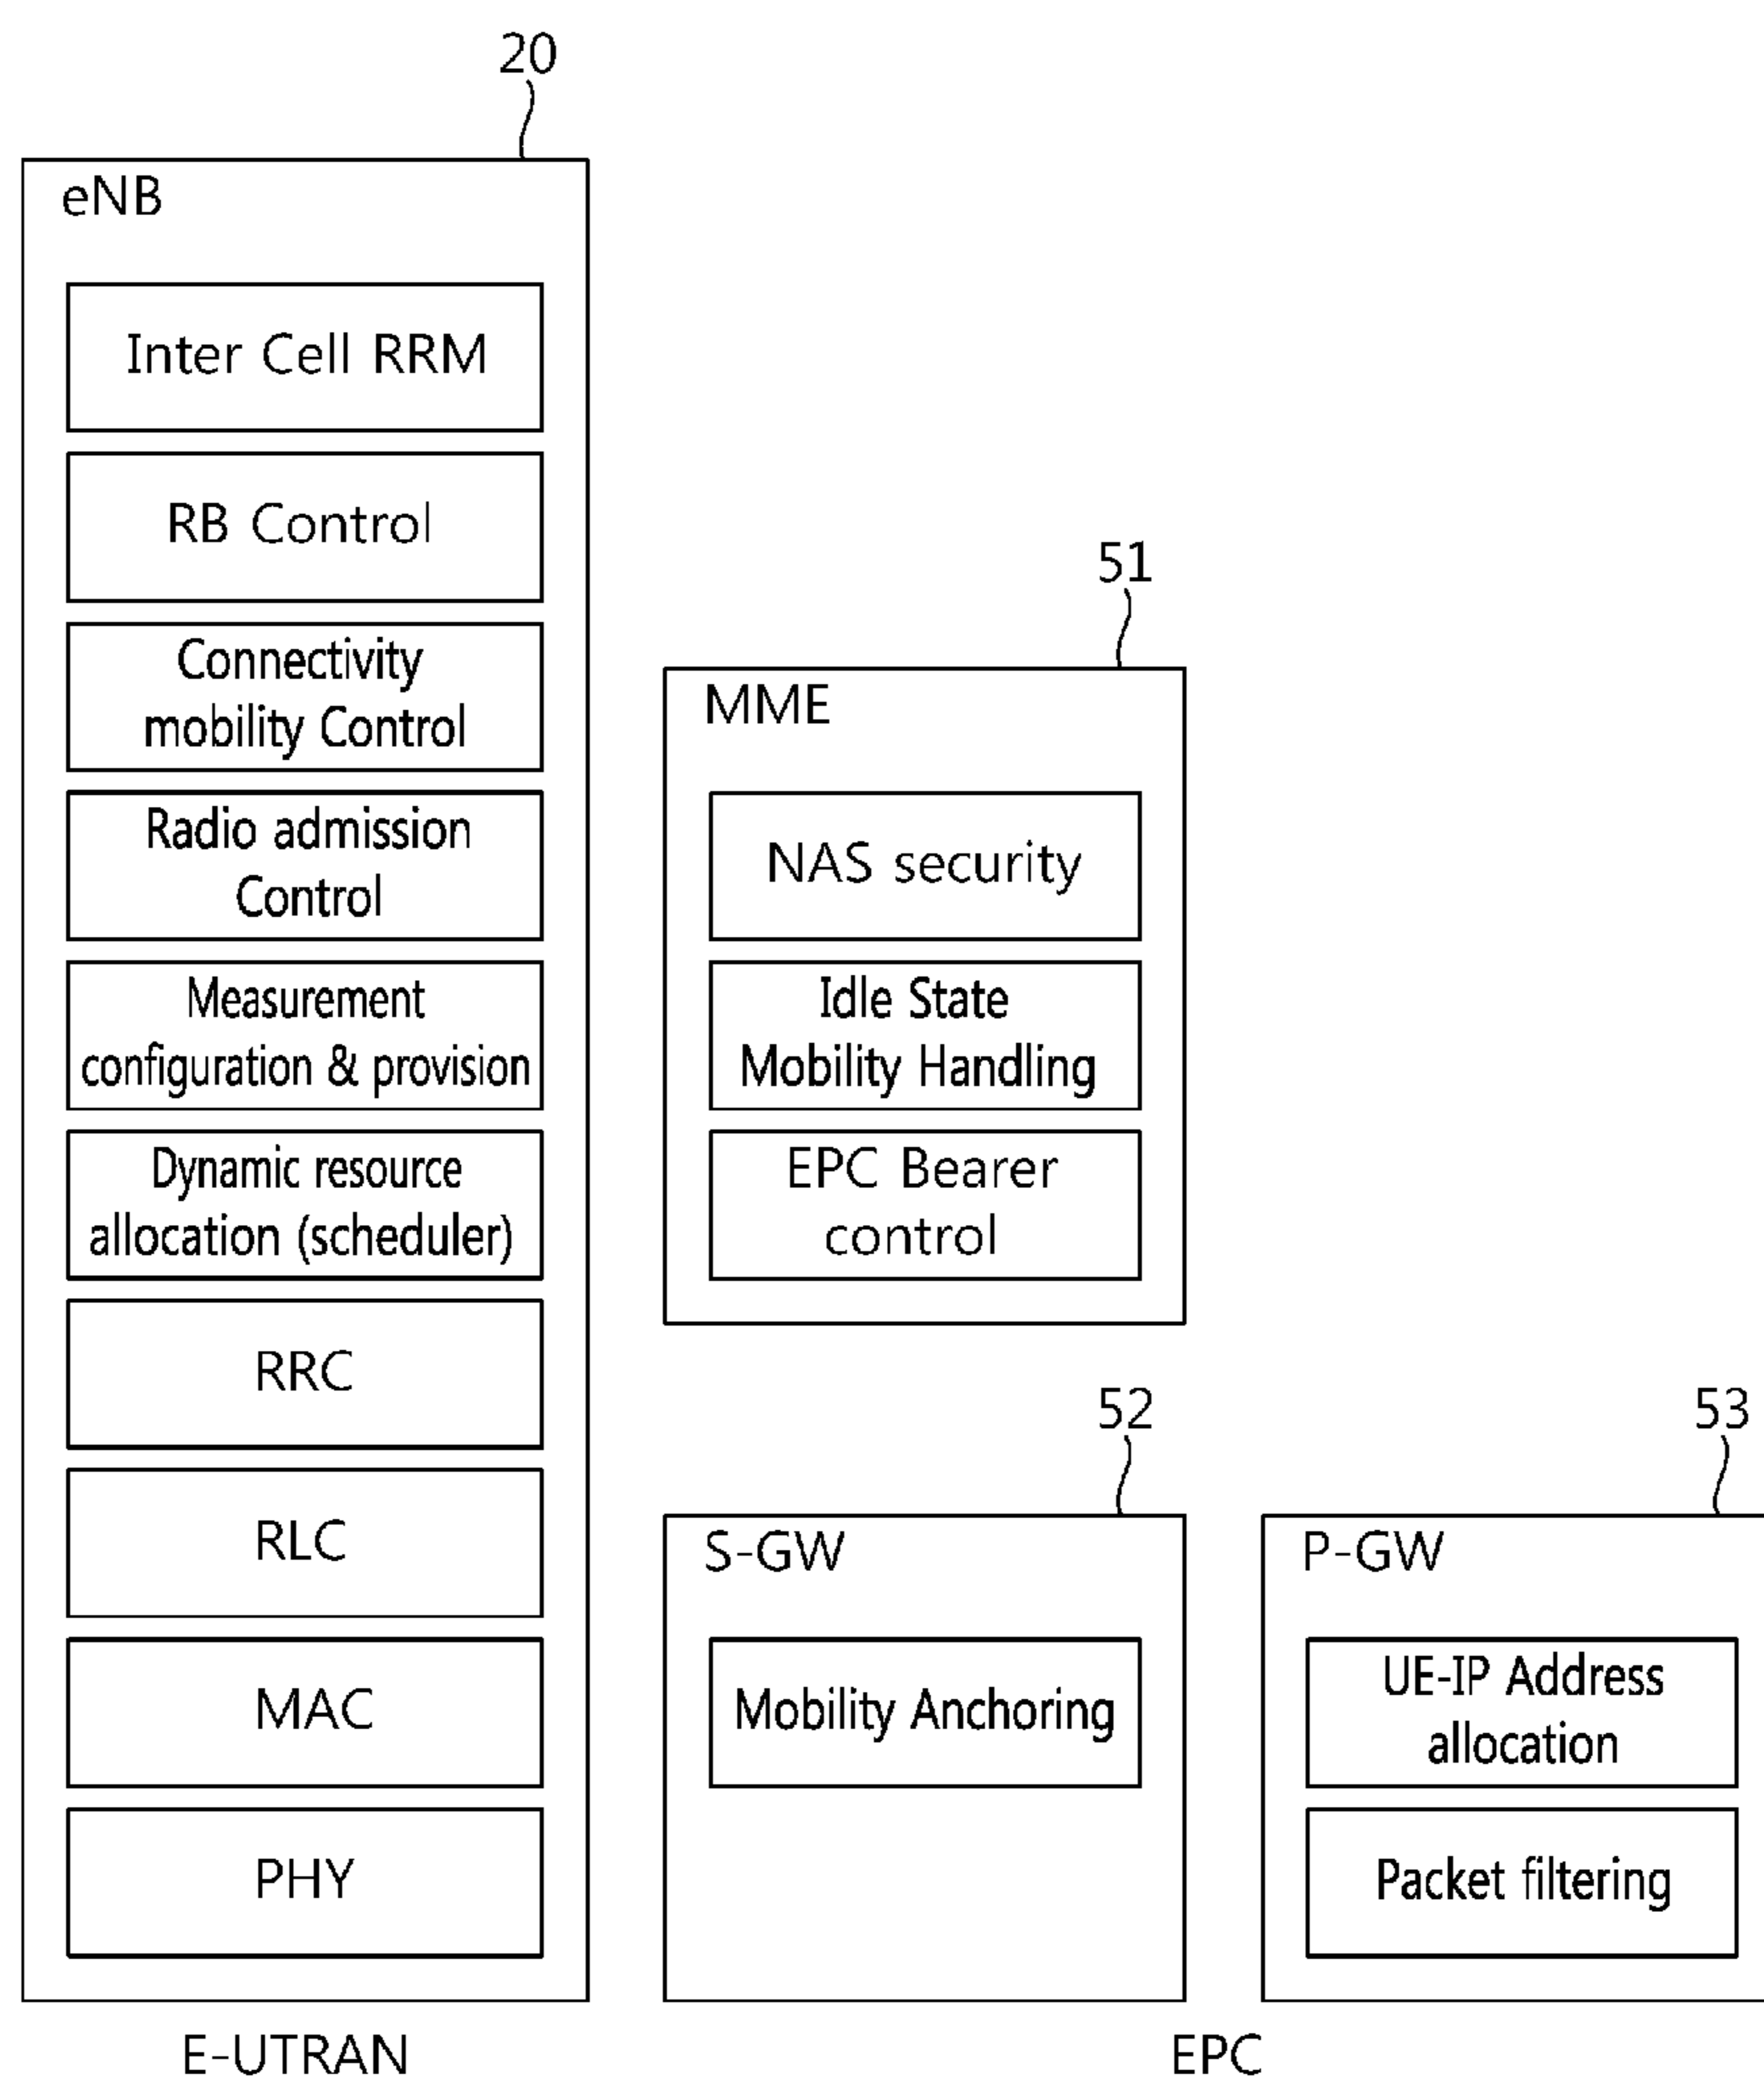 20
eNB
Inter Cell RRM
RB Control
Connectivity
mobility Control
Radio admission
Control
Measurement
configuration & provision
Dynamic resource
allocation (scheduler)
RRC
RLC
MAC
PHY
E-UTRAN
51
MME
NAS security
Idle State
Mobility Handling
EPC Bearer
control
52
S-GW
Mobility Anchoring
53
P-GW
UE-IP Address
allocation
Packet filtering
EPC